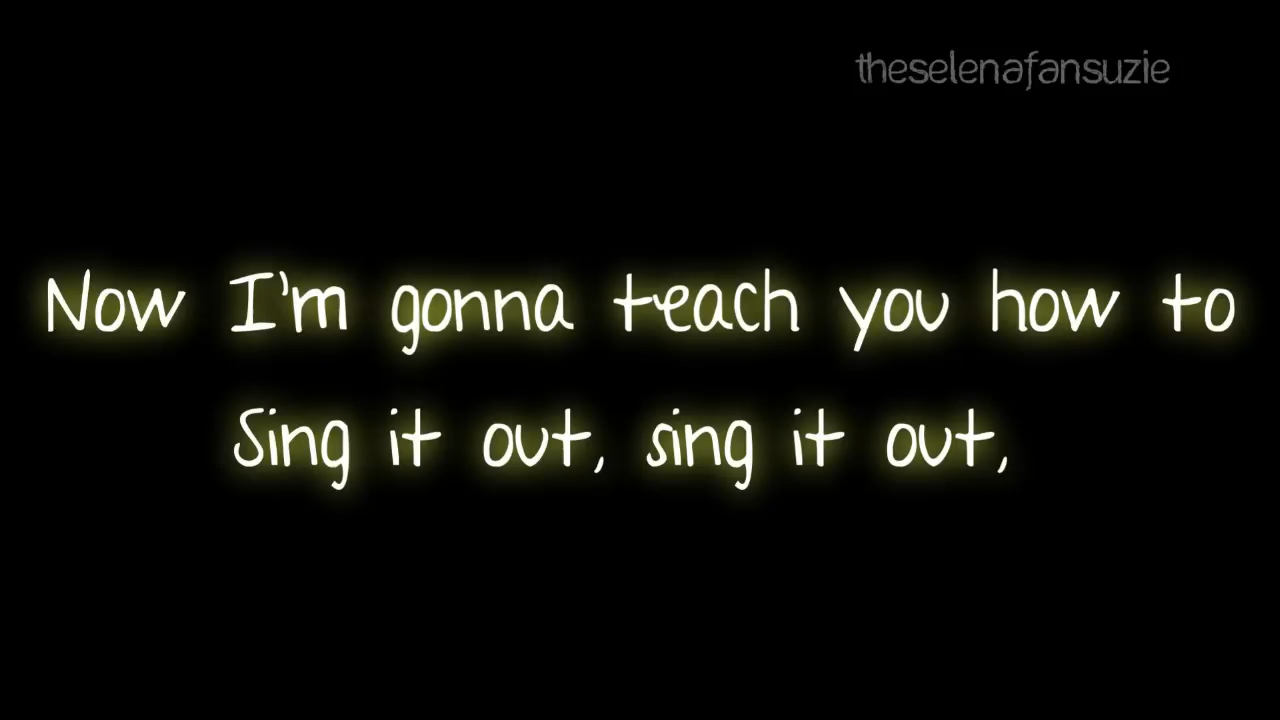 theselenafansuzie
Now I'm gonna teach you how to
Sing it out, sing it out,